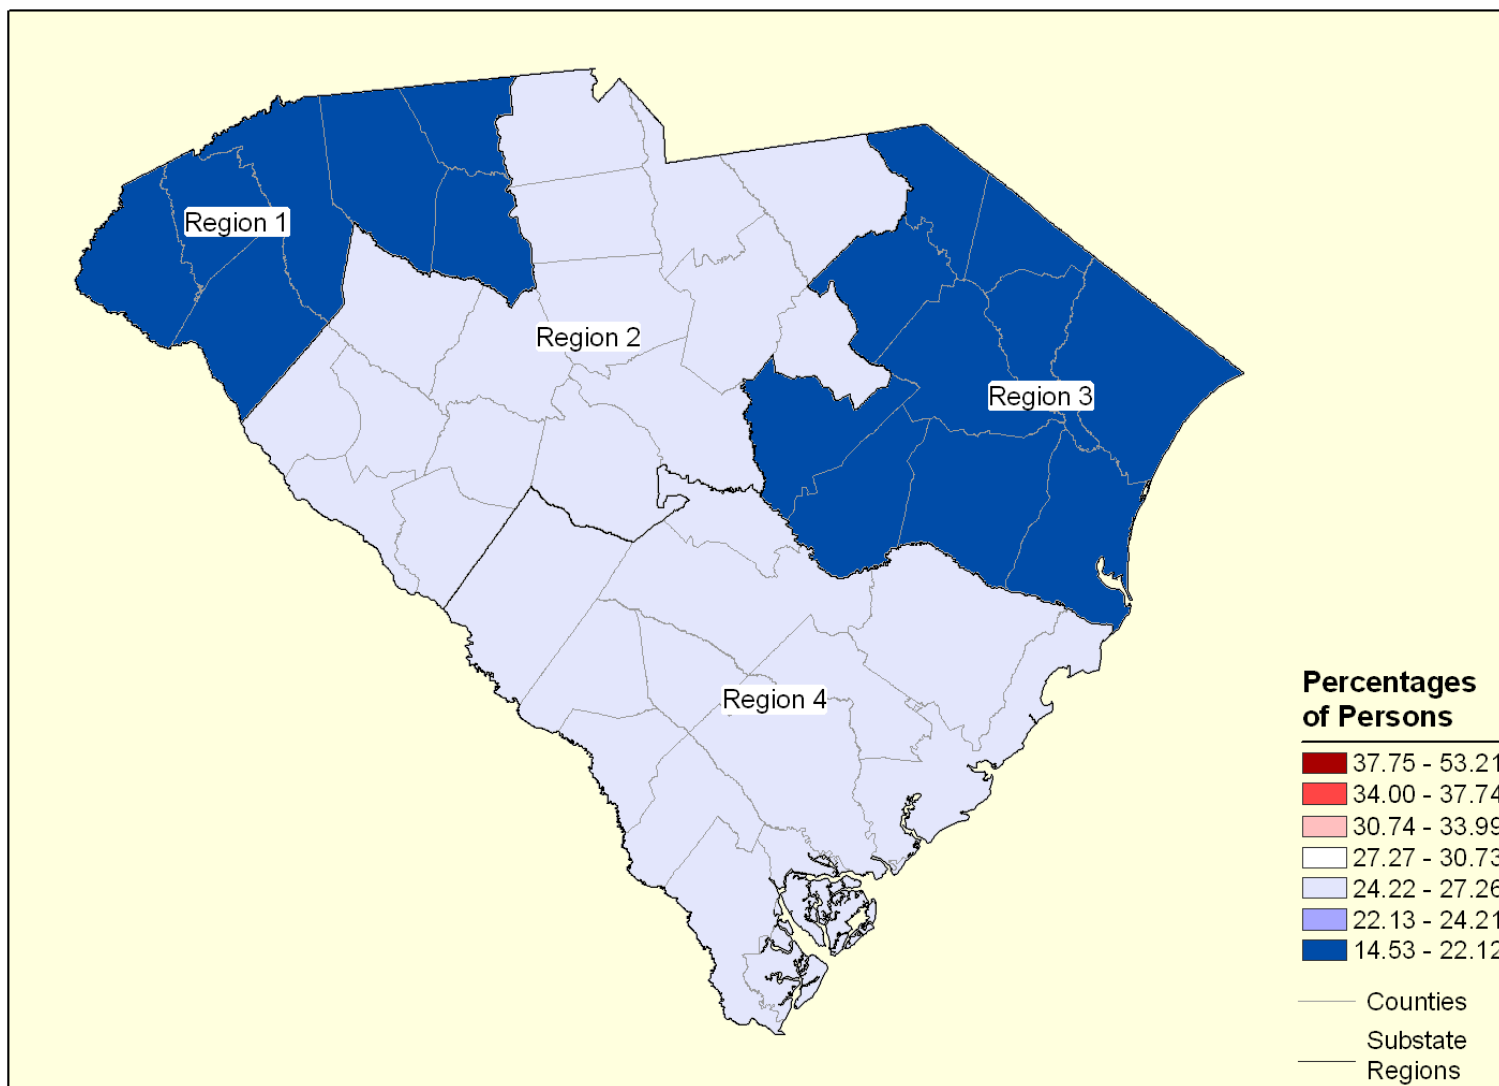 Region 1
Region 2
Region 3
Region 4
Percentages
of Persons
37.75 - 53.21
34.00 - 37.74
30.74 - 33.99
27.27 - 30.73
24.22 - 27.26
22.13 - 24.21
14.53 - 22.12
Counties
Substate
Regions